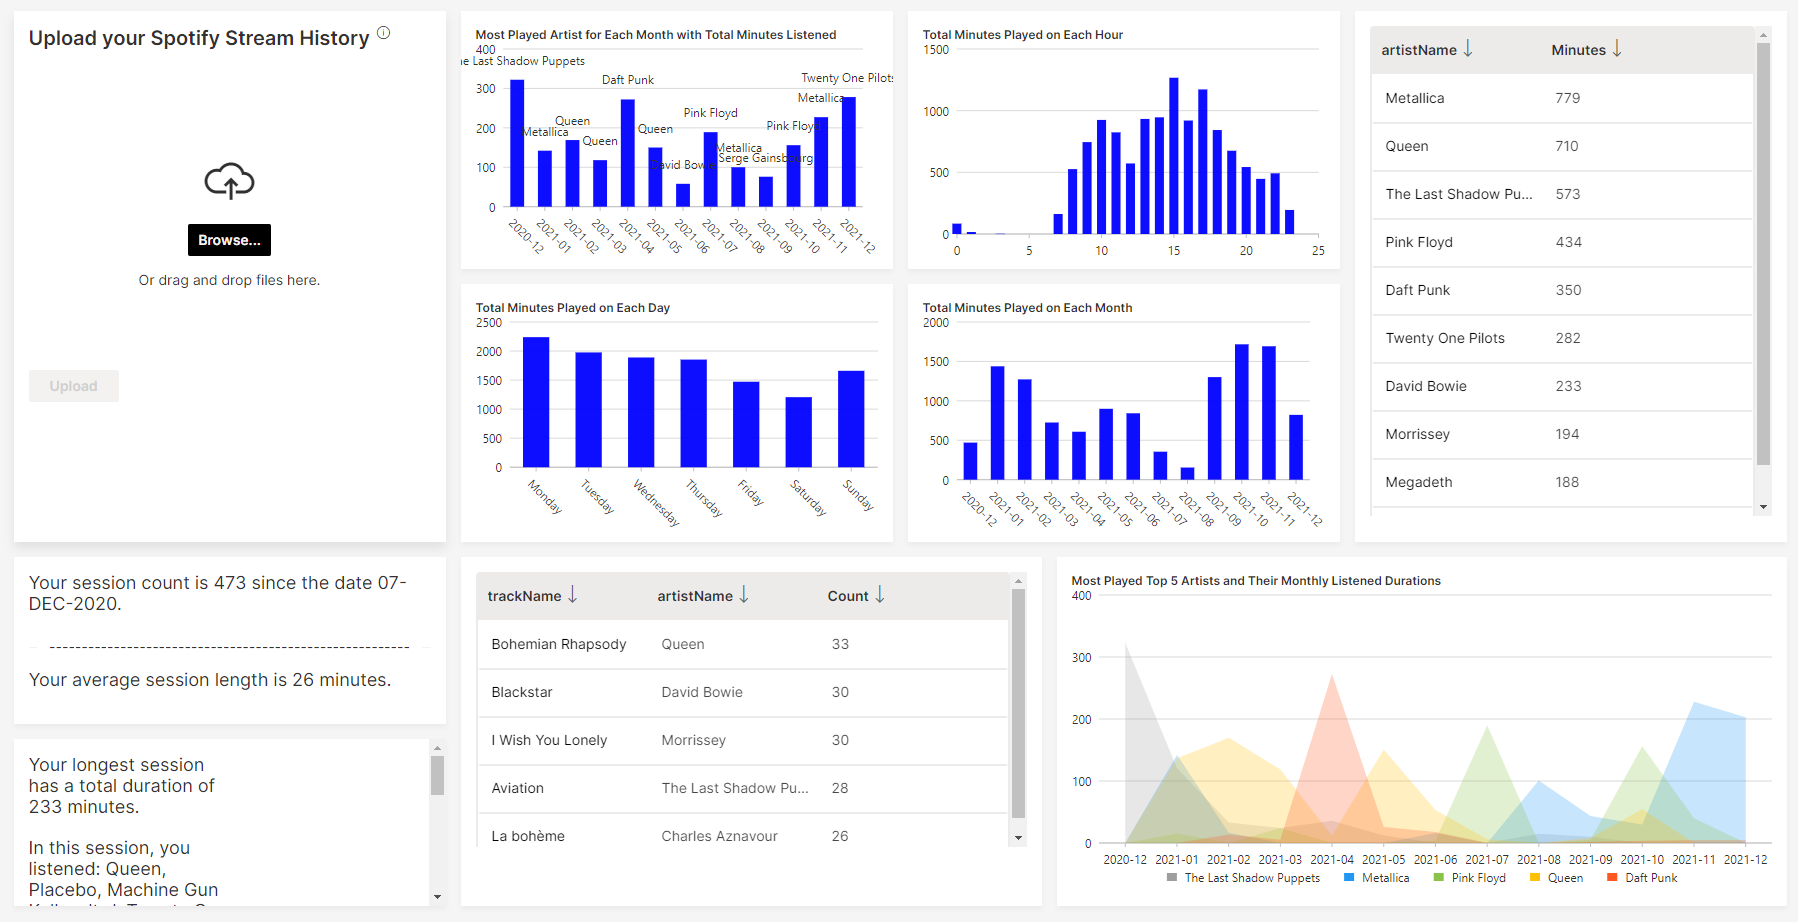 Upload your Spotify Stream History
Browse...
Or drag and drop files here.
Upload
Most Played Artist for Each Month with Total Minutes Listened
400
300
200
100
0
he Last Shadow Puppets
Metallica
Queen
Queen
Daft Punk
Queen
David Bowie
Pink Floyd
Metallica
Serge Gainsbourg
Pink Floyd
Metallica
Twenty One Pilots
2020-12
2021-01
2021-02
2021-03
2021-04
2021-05
2021-06
2021-07
2021-08
2021-09
2021-10
2021-11
2021-12
Total Minutes Played on Each Hour
1500
1000
500
0
0 5 10 15 20 25
artistName Minutes
Metallica 779
Queen 710
The Last Shadow Pu... 573
Pink Floyd 434
Daft Punk 350
Twenty One Pilots 282
David Bowie 233
Morrissey 194
Megadeth 188
Total Minutes Played on Each Day
2500
2000
1500
1000
500
0
Monday
Tuesday
Wednesday
Thursday
Friday
Saturday
Sunday
Total Minutes Played on Each Month
2000
1500
1000
500
0
2020-12
2021-01
2021-02
2021-03
2021-04
2021-05
2021-06
2021-07
2021-08
2021-09
2021-10
2021-11
2021-12
Your session count is 473 since the date 07-
DEC-2020.
Your average session length is 26 minutes.
Your longest session
has a total duration of
233 minutes.
In this session, you
listened: Queen,
Placebo, Machine Gun
trackName artistName Count
Bohemian Rhapsody Queen 33
Blackstar David Bowie 30
I Wish You Lonely Morrissey 30
Aviation The Last Shadow Pu... 28
La bohème Charles Aznavour 26
Most Played Top 5 Artists and Their Monthly Listened Durations
400
300
200
100
0
2020-12 2021-01 2021-02 2021-03 2021-04 2021-05 2021-06 2021-07 2021-08 2021-09 2021-10 2021-11 2021-12
The Last Shadow Puppets Metallica Pink Floyd Queen Daft Punk